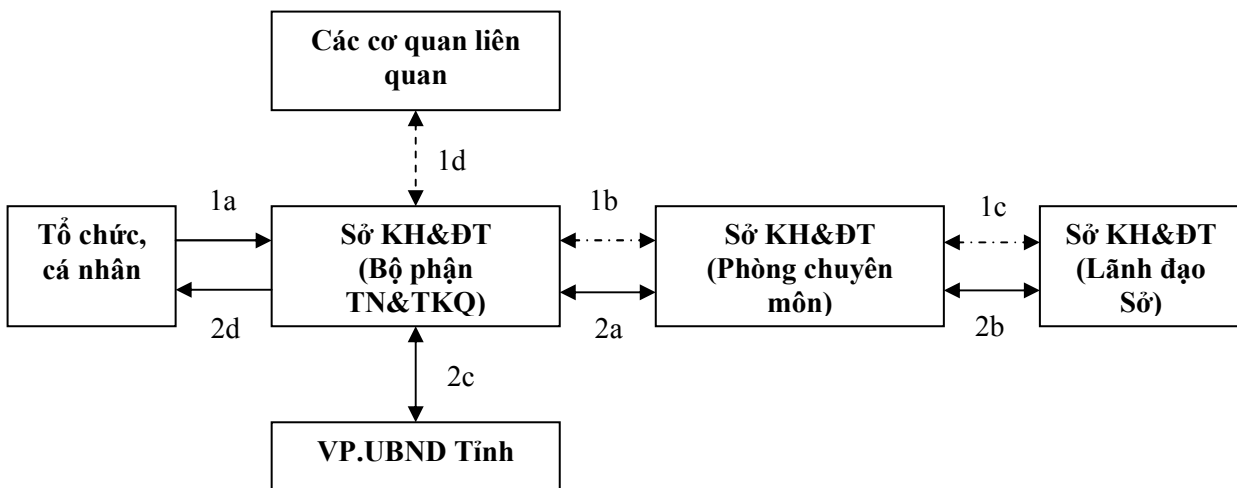 Các cơ quan liên
quan
1d
1a
1b
1c
Tổ chức,
cá nhân
Sở KH&ĐT
(Bộ phận
TN&TKQ)
Sở KH&ĐT
(Phòng chuyên
môn)
Sở KH&ĐT
(Lãnh đạo
Sở)
2d
2a
2b
2c
VP.UBND Tỉnh